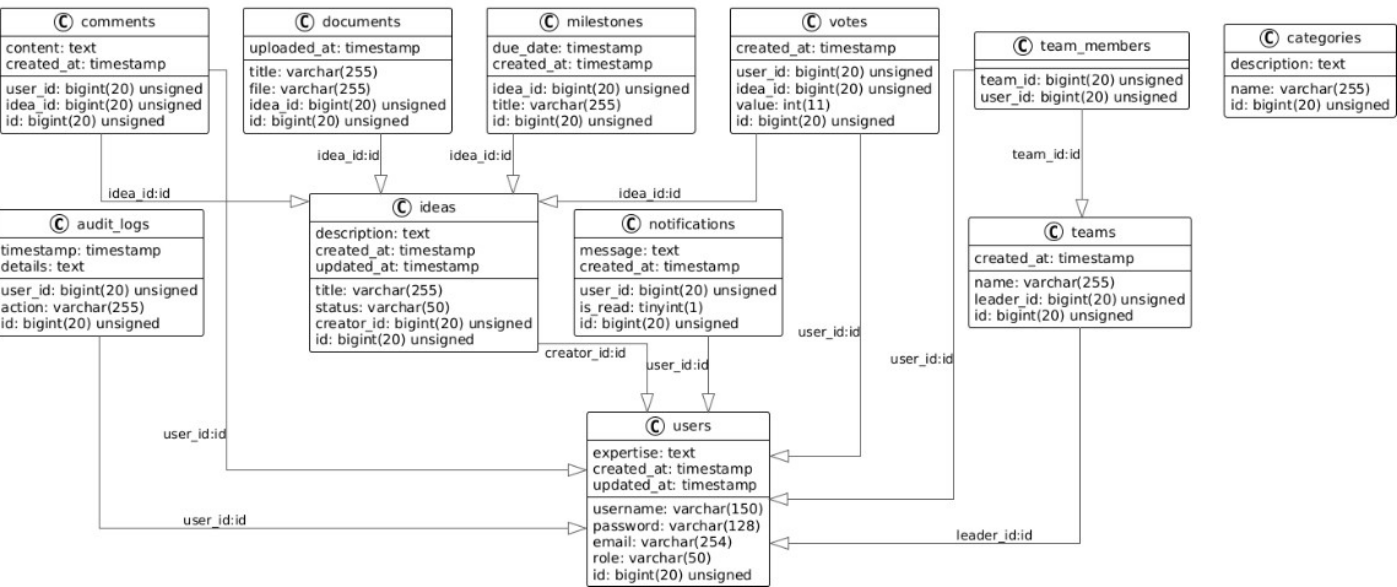 C comments
content: text
created_at: timestamp
user_id: bigint(20) unsigned
idea_id: bigint(20) unsigned
id: bigint(20) unsigned
C documents
uploaded_at: timestamp
title: varchar(255)
file: varchar(255)
idea_id: bigint(20) unsigned
id: bigint(20) unsigned
C milestones
due_date: timestamp
created_at: timestamp
idea_id: bigint(20) unsigned
title: varchar(255)
id: bigint(20) unsigned
C votes
created_at: timestamp
user_id: bigint(20) unsigned
idea_id: bigint(20) unsigned
value: int(11)
id: bigint(20) unsigned
C team_members
team_id: bigint(20) unsigned
user_id: bigint(20) unsigned
C categories
description: text
name: varchar(255)
id: bigint(20) unsigned
idea_id:id
idea_id:id
idea_id:id
idea_id:id
team_id:id
C audit_logs
timestamp: timestamp
details: text
user_id: bigint(20) unsigned
action: varchar(255)
id: bigint(20) unsigned
C ideas
description: text
created_at: timestamp
updated_at: timestamp
title: varchar(255)
status: varchar(50)
creator_id: bigint(20) unsigned
id: bigint(20) unsigned
C notifications
message: text
created_at: timestamp
user_id: bigint(20) unsigned
is_read: tinyint(1)
id: bigint(20) unsigned
C teams
created_at: timestamp
name: varchar(255)
leader_id: bigint(20) unsigned
id: bigint(20) unsigned
user_id:id
creator_id:id
user_id:id
user_id:id
user_id:id
user_id:id
leader_id:id
C users
expertise: text
created_at: timestamp
updated_at: timestamp
username: varchar(150)
password: varchar(128)
email: varchar(254)
role: varchar(50)
id: bigint(20) unsigned